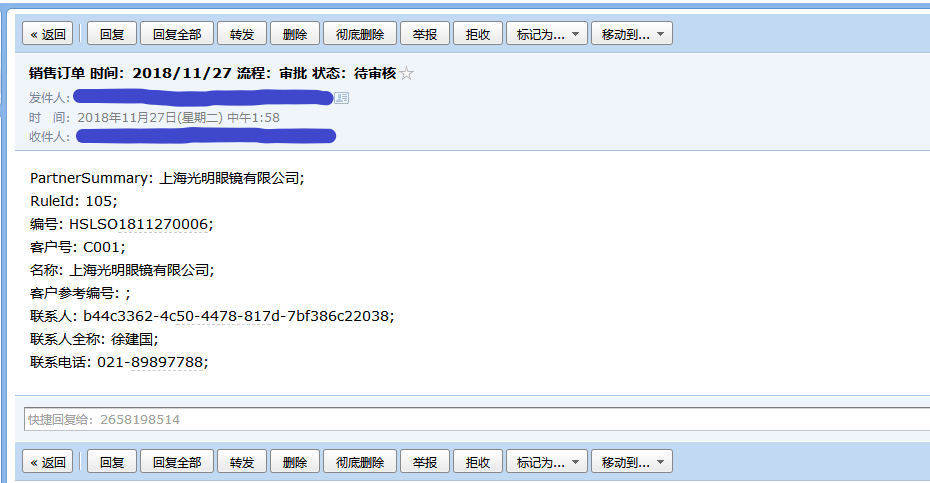 « 返回 回复 回复全部 转发 删除 彻底删除 举报 拒收 标记为... 移动到...
销售订单 时间：2018/11/27 流程：审批 状态：待审核
发件人：
时 间：2018年11月27日(星期二) 中午1:58
收件人：
PartnerSummary: 上海光明眼镜有限公司;
RuleId: 105;
编号: HSLSO1811270006;
客户号: C001;
名称: 上海光明眼镜有限公司;
客户参考编号: ;
联系人: b44c3362-4c50-4478-817d-7bf386c22038;
联系人全称: 徐建国;
联系电话: 021-89897788;
快捷回复给：2658198514
« 返回 回复 回复全部 转发 删除 彻底删除 举报 拒收 标记为... 移动到...